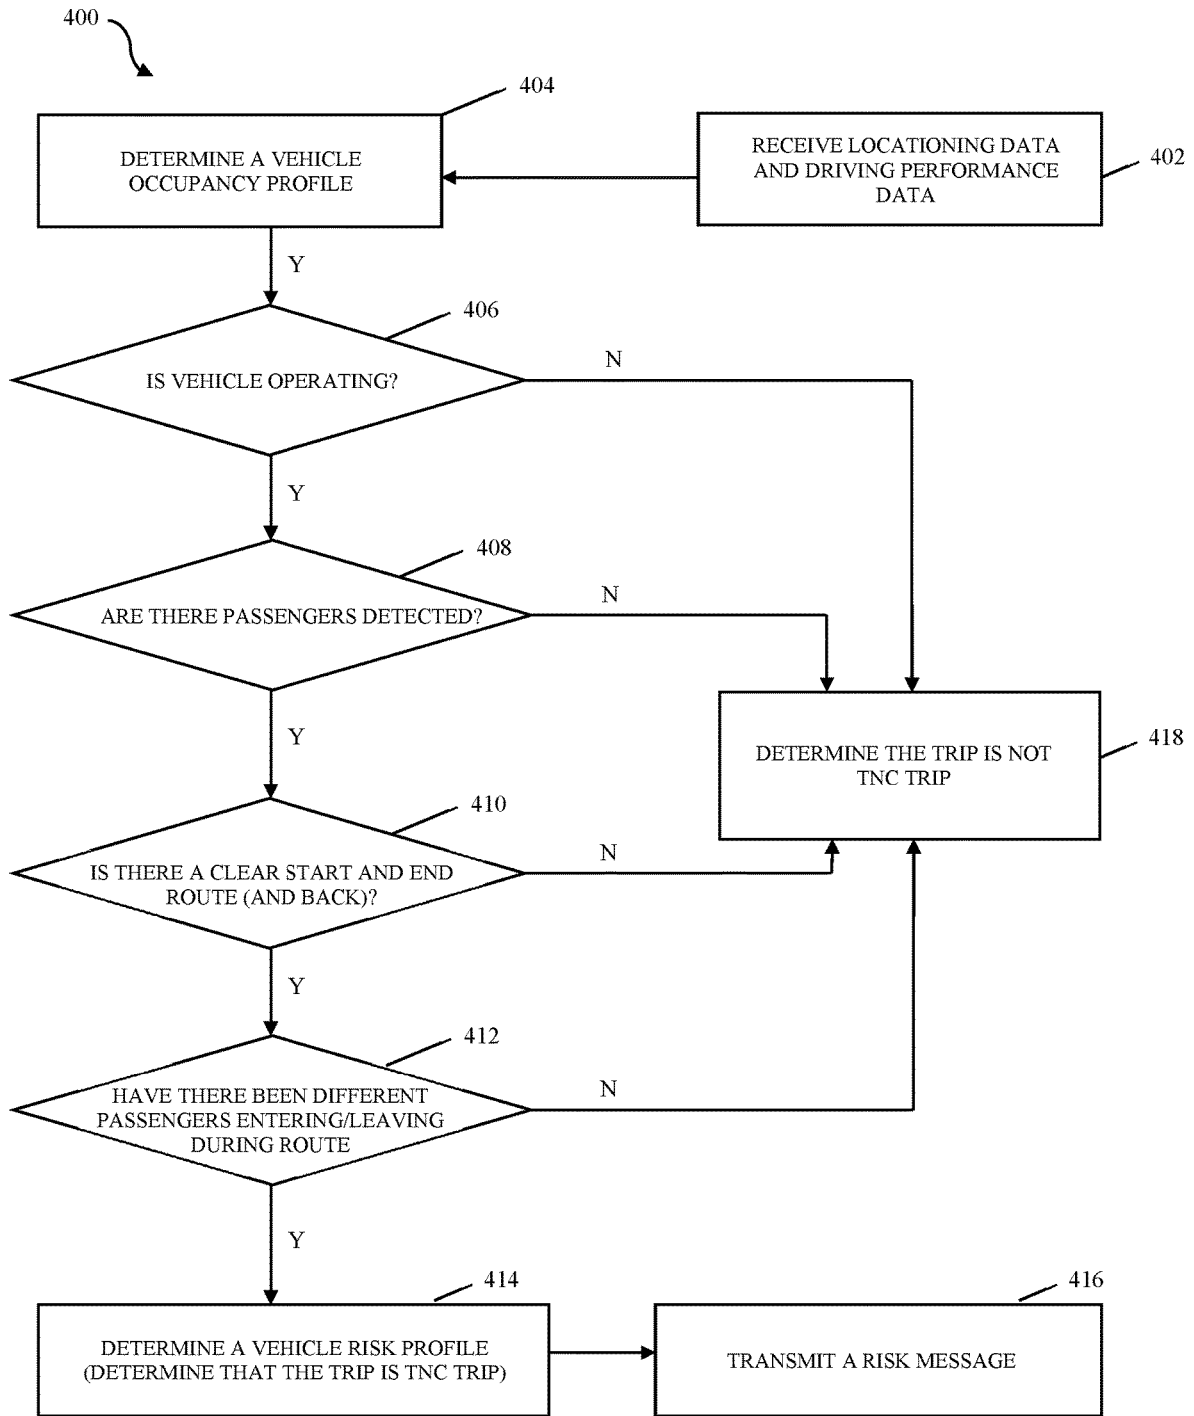 400
404
DETERMINE A VEHICLE
OCCUPANCY PROFILE
RECEIVE LOCATIONING DATA
AND DRIVING PERFORMANCE
DATA
402
Y
406
IS VEHICLE OPERATING?
N
Y
408
ARE THERE PASSENGERS DETECTED?
N
Y
DETERMINE THE TRIP IS NOT
TNC TRIP
418
410
IS THERE A CLEAR START AND END
ROUTE (AND BACK)?
N
Y
412
HAVE THERE BEEN DIFFERENT
PASSENGERS ENTERING/LEAVING
DURING ROUTE
N
Y
414
DETERMINE A VEHICLE RISK PROFILE
(DETERMINE THAT THE TRIP IS TNC TRIP)
416
TRANSMIT A RISK MESSAGE